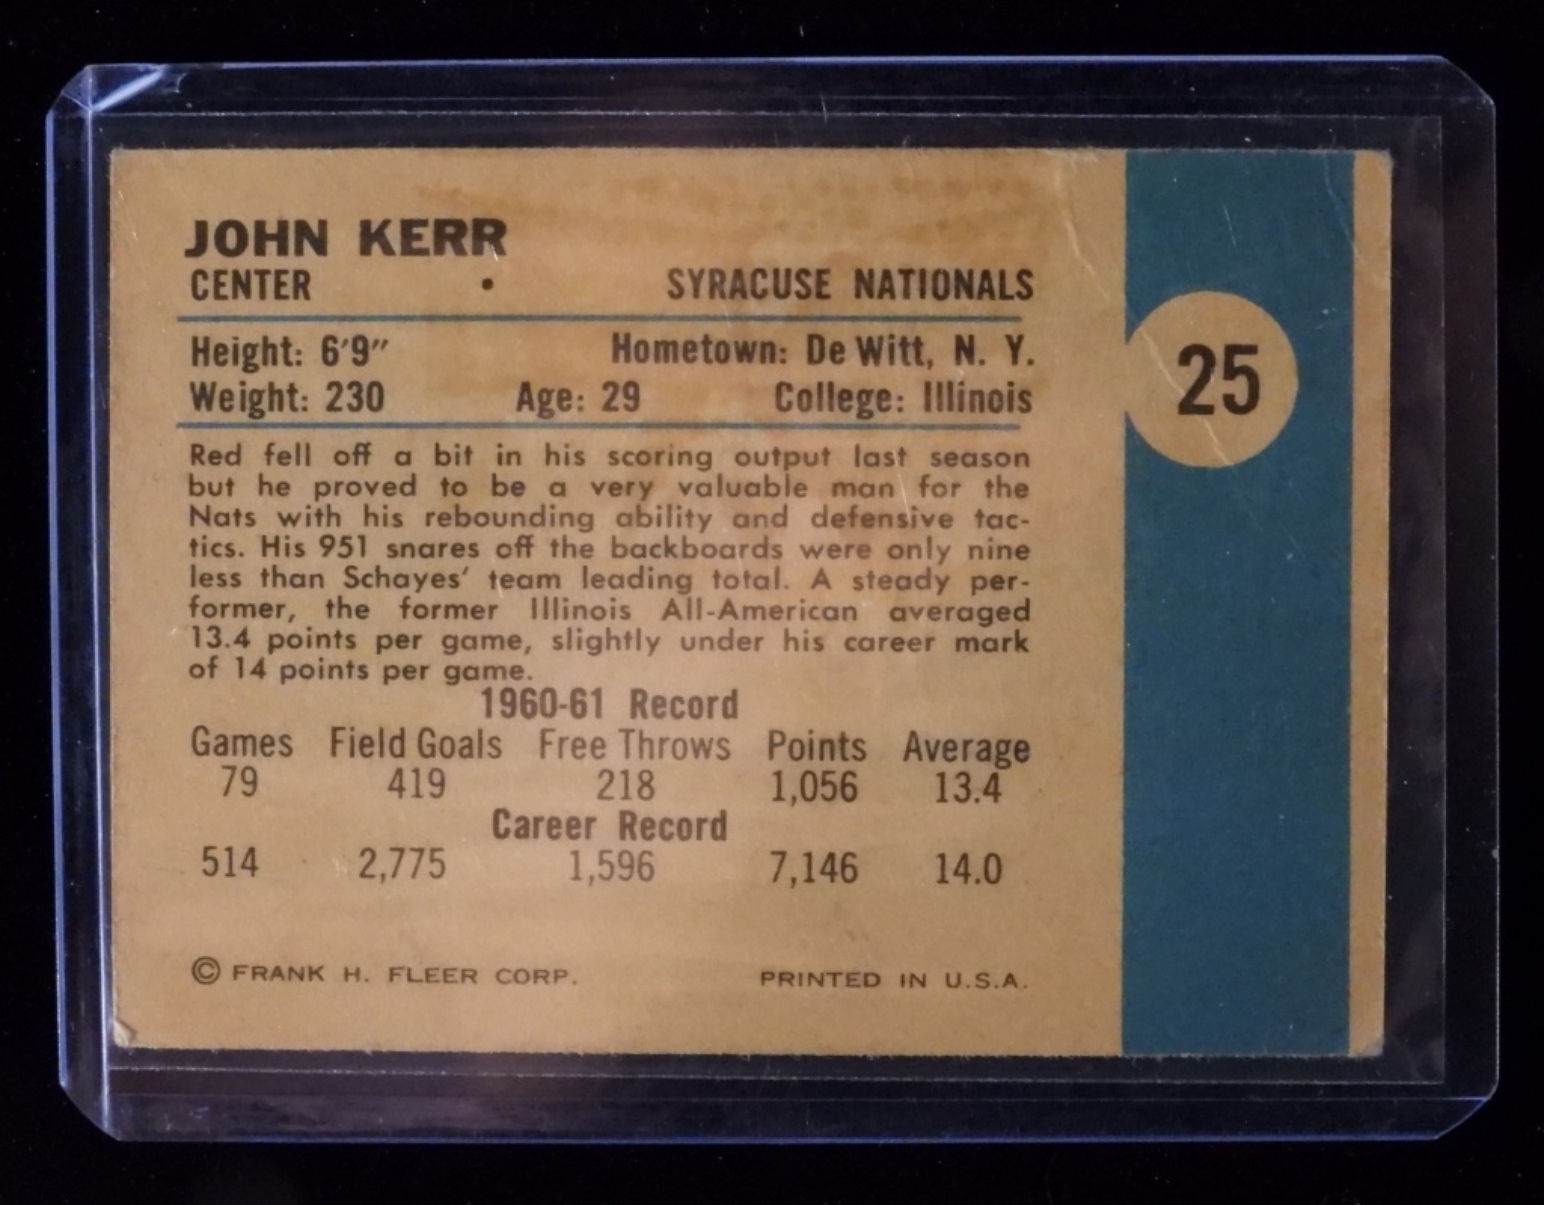 JOHN KERR
CENTER • SYRACUSE NATIONALS
Height: 6'9" Hometown: De Witt, N. Y.
Weight: 230 Age: 29 College: Illinois
25
Red fell off a bit in his scoring output last season
but he proved to be a very valuable man for the
Nats with his rebounding ability and defensive tac-
tics. His 951 snares off the backboards were only nine
less than Schayes' team leading total. A steady per-
former, the former Illinois All-American averaged
13.4 points per game, slightly under his career mark
of 14 points per game.
1960-61 Record
Games Field Goals Free Throws Points Average
79 419 218 1,056 13.4
Career Record
514 2,775 1,596 7,146 14.0
© FRANK H. FLEER CORP. PRINTED IN U.S.A.